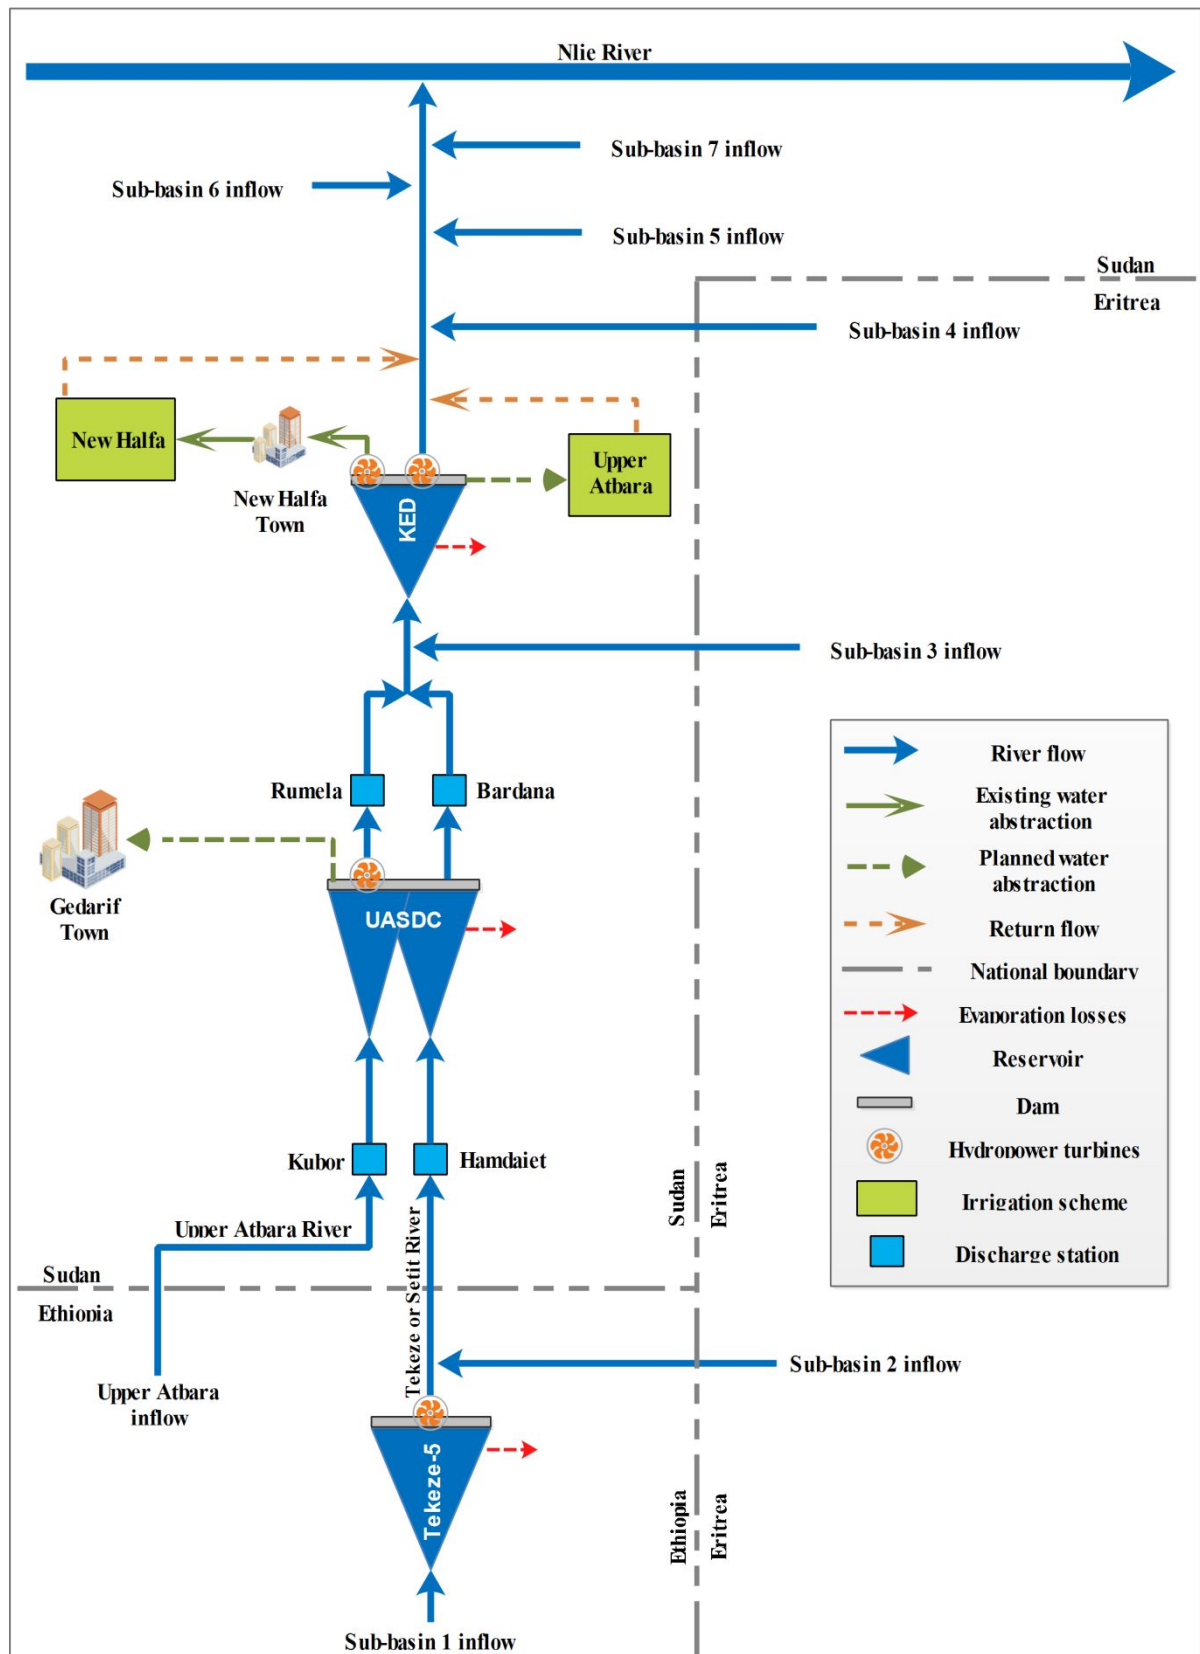 Nlie River
Sub-basin 7 inflow
Sub-basin 6 inflow
Sub-basin 5 inflow
Sudan
Eritrea
Sub-basin 4 inflow
New Halfa
New Halfa
Town
Upper
Atbara
KED
Sub-basin 3 inflow
Rumela
Bardana
Gedarif
Town
UASDC
River flow
Existing water
abstraction
Planned water
abstraction
Return flow
National boundary
Evaporation losses
Reservoir
Dam
Hydropower turbines
Irrigation scheme
Discharge station
Kubor
Hamdaiet
Upper Atbara River
Tekeze or Setit River
Sudan
Eritrea
Sudan
Ethiopia
Upper Atbara
inflow
Sub-basin 2 inflow
Tekeze-5
Ethiopia
Eritrea
Sub-basin 1 inflow